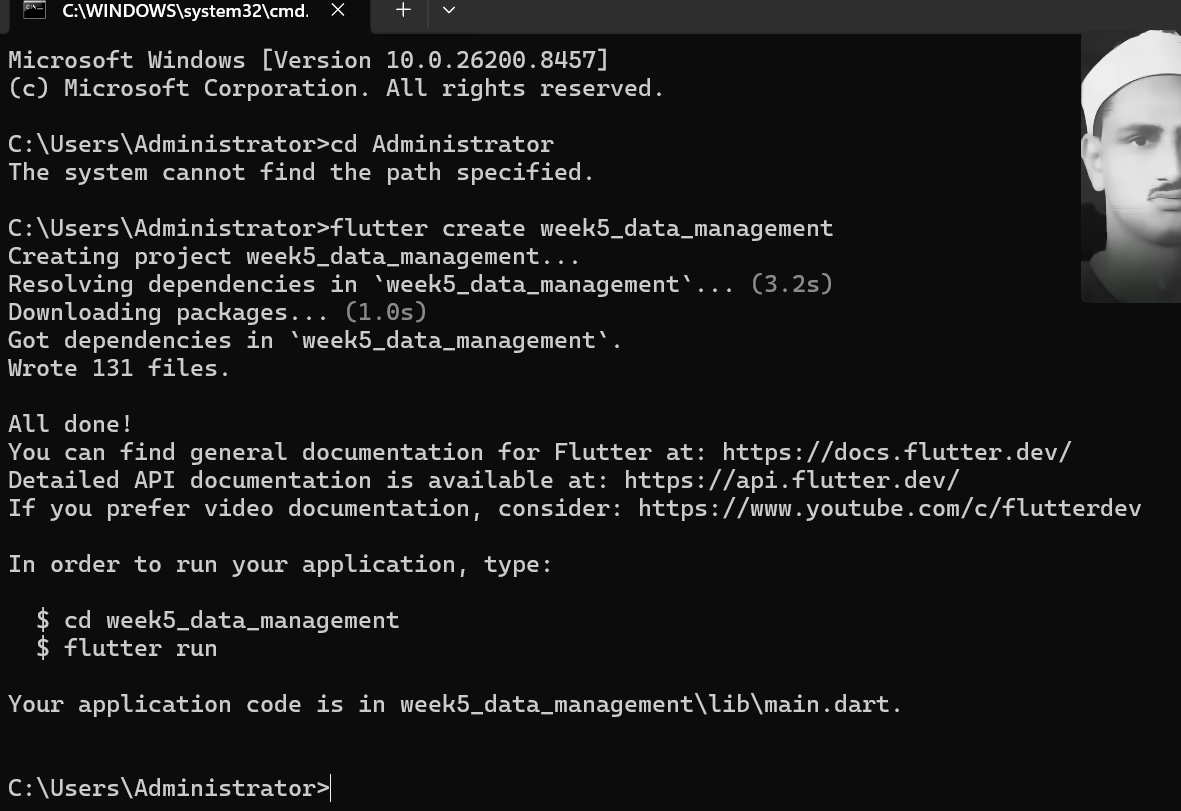 C:\WINDOWS\system32\cmd.
Microsoft Windows [Version 10.0.26200.8457]
(c) Microsoft Corporation. All rights reserved.
C:\Users\Administrator>cd Administrator
The system cannot find the path specified.
C:\Users\Administrator>flutter create week5_data_management
Creating project week5_data_management...
Resolving dependencies in `week5_data_management`... (3.2s)
Downloading packages... (1.0s)
Got dependencies in `week5_data_management`.
Wrote 131 files.
All done!
You can find general documentation for Flutter at: https://docs.flutter.dev/
Detailed API documentation is available at: https://api.flutter.dev/
If you prefer video documentation, consider: https://www.youtube.com/c/flutterdev
In order to run your application, type:
$ cd week5_data_management
$ flutter run
Your application code is in week5_data_management\lib\main.dart.
C:\Users\Administrator>